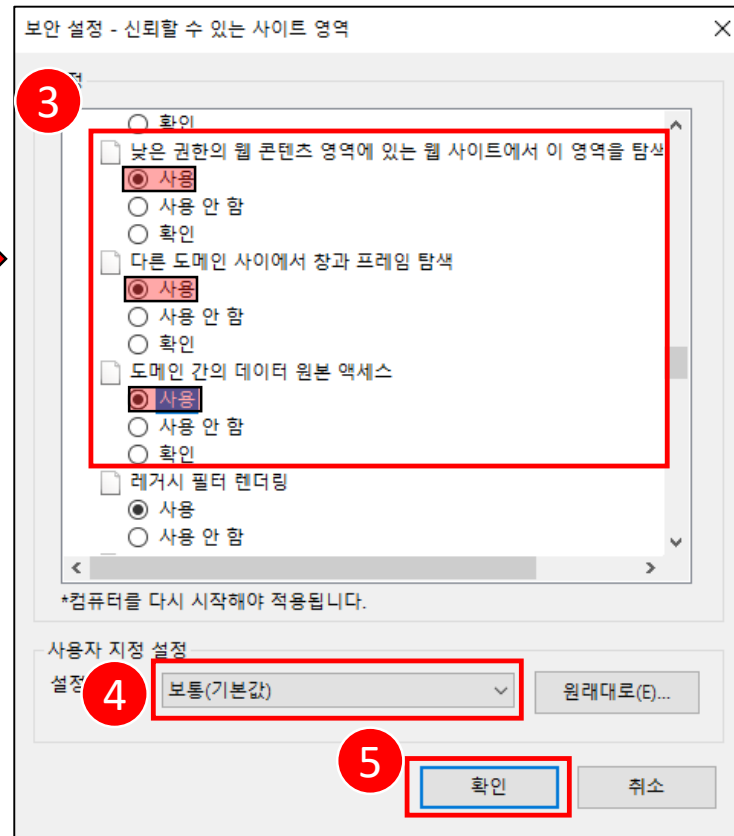 보안 설정 - 신뢰할 수 있는 사이트 영역
3
확인
낮은 권한의 웹 콘텐츠 영역에 있는 웹 사이트에서 이 영역을 탐색
사용
사용 안 함
확인
다른 도메인 사이에서 창과 프레임 탐색
사용
사용 안 함
확인
도메인 간의 데이터 원본 액세스
사용
사용 안 함
확인
레거시 필터 렌더링
사용
사용 안 함
*컴퓨터를 다시 시작해야 적용됩니다.
사용자 지정 설정
설정 4 보통(기본값) 원래대로(E)...
5
확인 취소